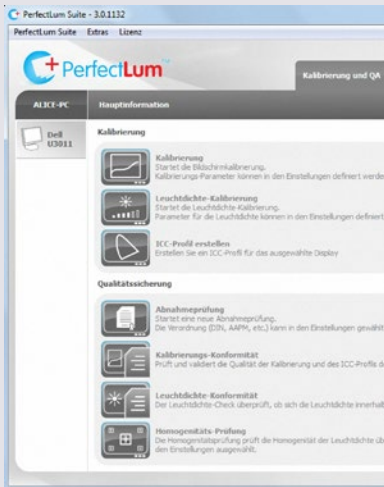 PerfectLum Suite - 3.0.1132
PerfectLum Suite Extras Lizenz
PerfectLum
Kalibrierung und QA
ALICE-PC Hauptinformation
Dell
U3011
Kalibrierung
Kalibrierung
Startet die Bildschirmkalibrierung.
Kalibrierungs-Parameter können in den Einstellungen definiert werde
Leuchtdichte-Kalibrierung
Startet die Leuchtdichte-Kalibrierung.
Parameter für die Leuchtdichte können in den Einstellungen definiert
ICC-Profil erstellen
Erstellen Sie ein ICC-Profil für das ausgewählte Display
Qualitätssicherung
Abnahmeprüfung
Startet eine neue Abnahmeprüfung.
Die Verordnung (DIN, AAPM, etc.) kann in den Einstellungen gewählt
Kalibrierungs-Konformität
Prüft und validiert die Qualität der Kalibrierung und des ICC-Profils d
Leuchtdichte-Konformität
Der Leuchtdichte-Check überprüft, ob sich die Leuchtdichte innerhalb
Homogenitäts-Prüfung
Die Homogenitätsprüfung prüft die Homogenität der Leuchtdichte üb
den Einstellungen ausgewählt.